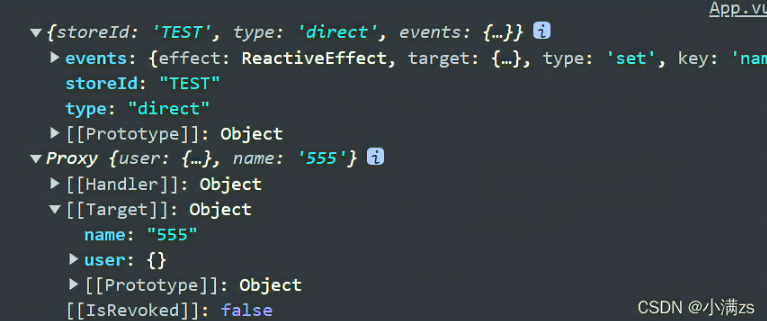 App.vu
▼{storeId: 'TEST', type: 'direct', events: {…}} i
▶events: {effect: ReactiveEffect, target: {…}, type: 'set', key: 'nam
storeId: "TEST"
type: "direct"
▶[[Prototype]]: Object
▼Proxy {user: {…}, name: '555'} i
▶[[Handler]]: Object
▼[[Target]]: Object
name: "555"
▶user: {}
▶[[Prototype]]: Object
[[IsRevoked]]: false
CSDN @小满zs